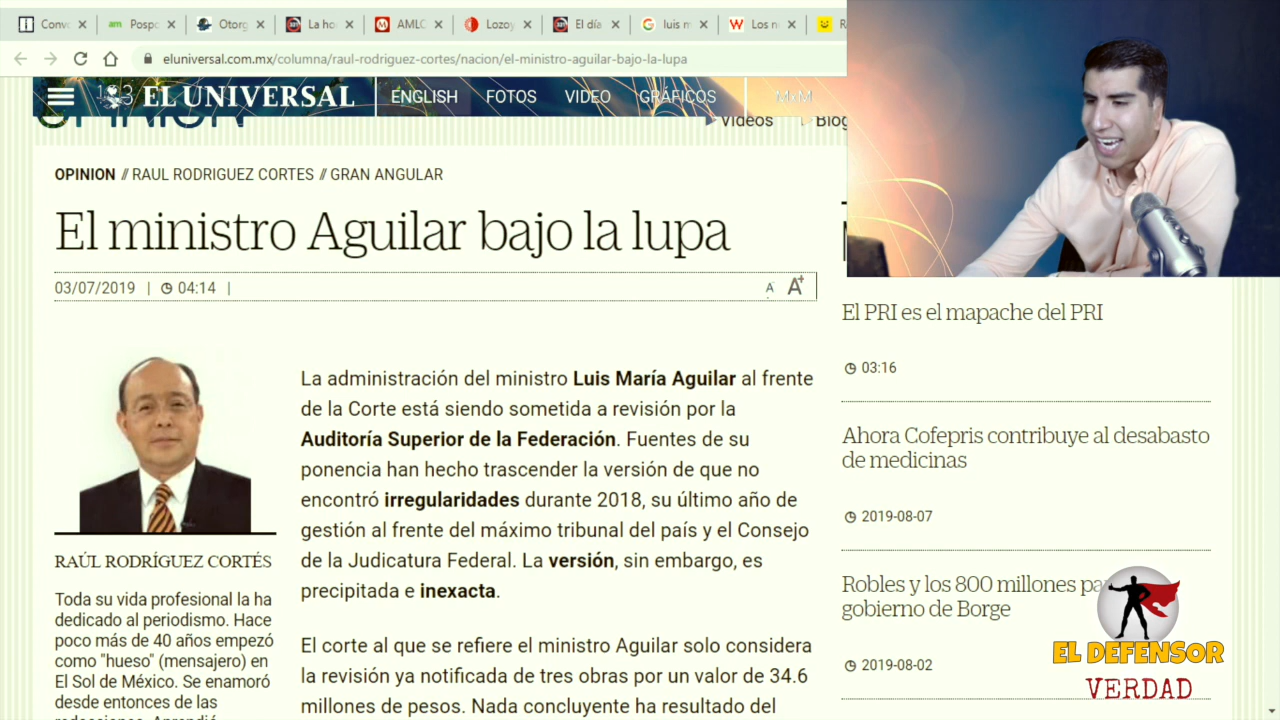 Conv
Pospo
Otorg
La ho
AMLO
Lozoy
El día
luis m
Los n
eluniversal.com.mx/columna/raul-rodriguez-cortes/nacion/el-ministro-aguilar-bajo-la-lupa
EL UNIVERSAL
ENGLISH
FOTOS
VIDEO
GRÁFICOS
MxM
OPINIÓN
Videos
Blog
OPINION // RAUL RODRIGUEZ CORTES // GRAN ANGULAR
El ministro Aguilar bajo la lupa
03/07/2019 | 04:14 |
A A+
La administración del ministro Luis María Aguilar al frente
de la Corte está siendo sometida a revisión por la
Auditoría Superior de la Federación. Fuentes de su
ponencia han hecho trascender la versión de que no
encontró irregularidades durante 2018, su último año de
gestión al frente del máximo tribunal del país y el Consejo
de la Judicatura Federal. La versión, sin embargo, es
precipitada e inexacta.
El corte al que se refiere el ministro Aguilar solo considera
la revisión ya notificada de tres obras por un valor de 34.6
millones de pesos. Nada concluyente ha resultado del
RAÚL RODRÍGUEZ CORTÉS
Toda su vida profesional la ha
dedicado al periodismo. Hace
poco más de 40 años empezó
como "hueso" (mensajero) en
El Sol de México. Se enamoró
desde entonces de las
redacciones. Aprendió
El PRI es el mapache del PRI
03:16
Ahora Cofepris contribuye al desabasto
de medicinas
2019-08-07
Robles y los 800 millones pa
gobierno de Borge
2019-08-02
EL DEFENSOR
VERDAD